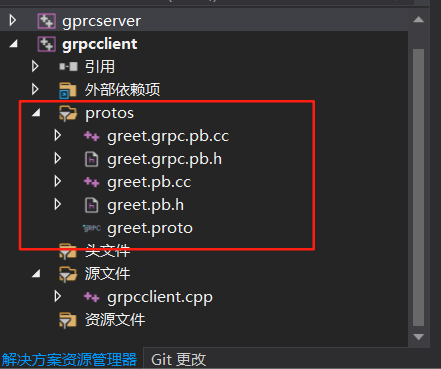 gprcserver
grpcclient
引用
外部依赖项
protos
greet.grpc.pb.cc
greet.grpc.pb.h
greet.pb.cc
greet.pb.h
greet.proto
头文件
源文件
grpcclient.cpp
资源文件
解决方案资源管理器 Git 更改